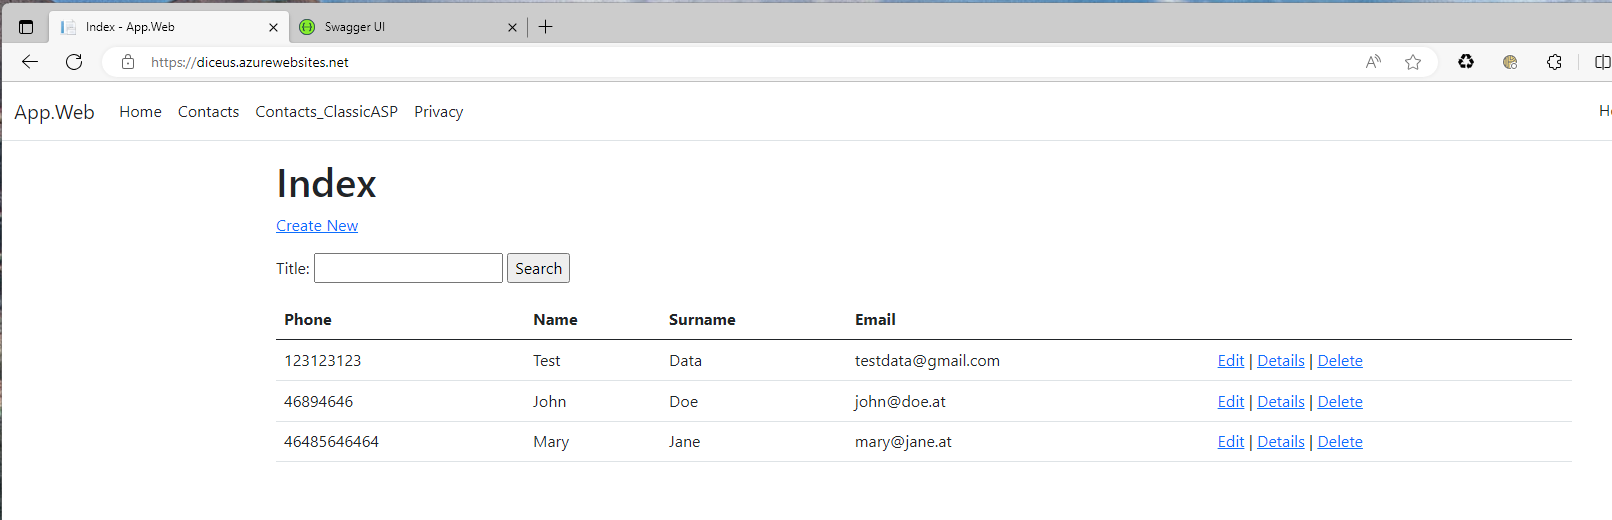 Index - App.Web
Swagger UI
https://diceus.azurewebsites.net
App.Web Home Contacts Contacts_ClassicASP Privacy
Index
Create New
Title: Search
Phone Name Surname Email
123123123 Test Data testdata@gmail.com Edit | Details | Delete
46894646 John Doe john@doe.at Edit | Details | Delete
46485646464 Mary Jane mary@jane.at Edit | Details | Delete